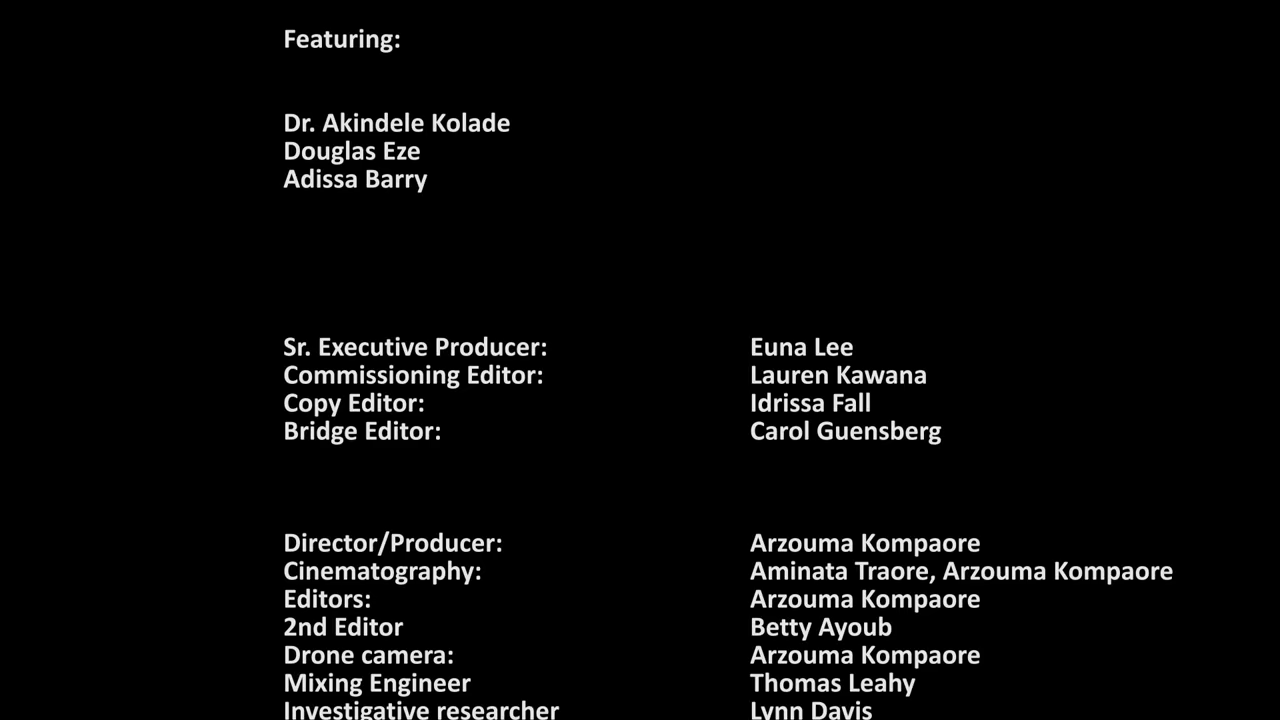 Featuring:
Dr. Akindele Kolade
Douglas Eze
Adissa Barry
Sr. Executive Producer: Euna Lee
Commissioning Editor: Lauren Kawana
Copy Editor: Idrissa Fall
Bridge Editor: Carol Guensberg
Director/Producer: Arzouma Kompaore
Cinematography: Aminata Traore, Arzouma Kompaore
Editors: Arzouma Kompaore
2nd Editor Betty Ayoub
Drone camera: Arzouma Kompaore
Mixing Engineer Thomas Leahy
Investigative researcher Lynn Davis